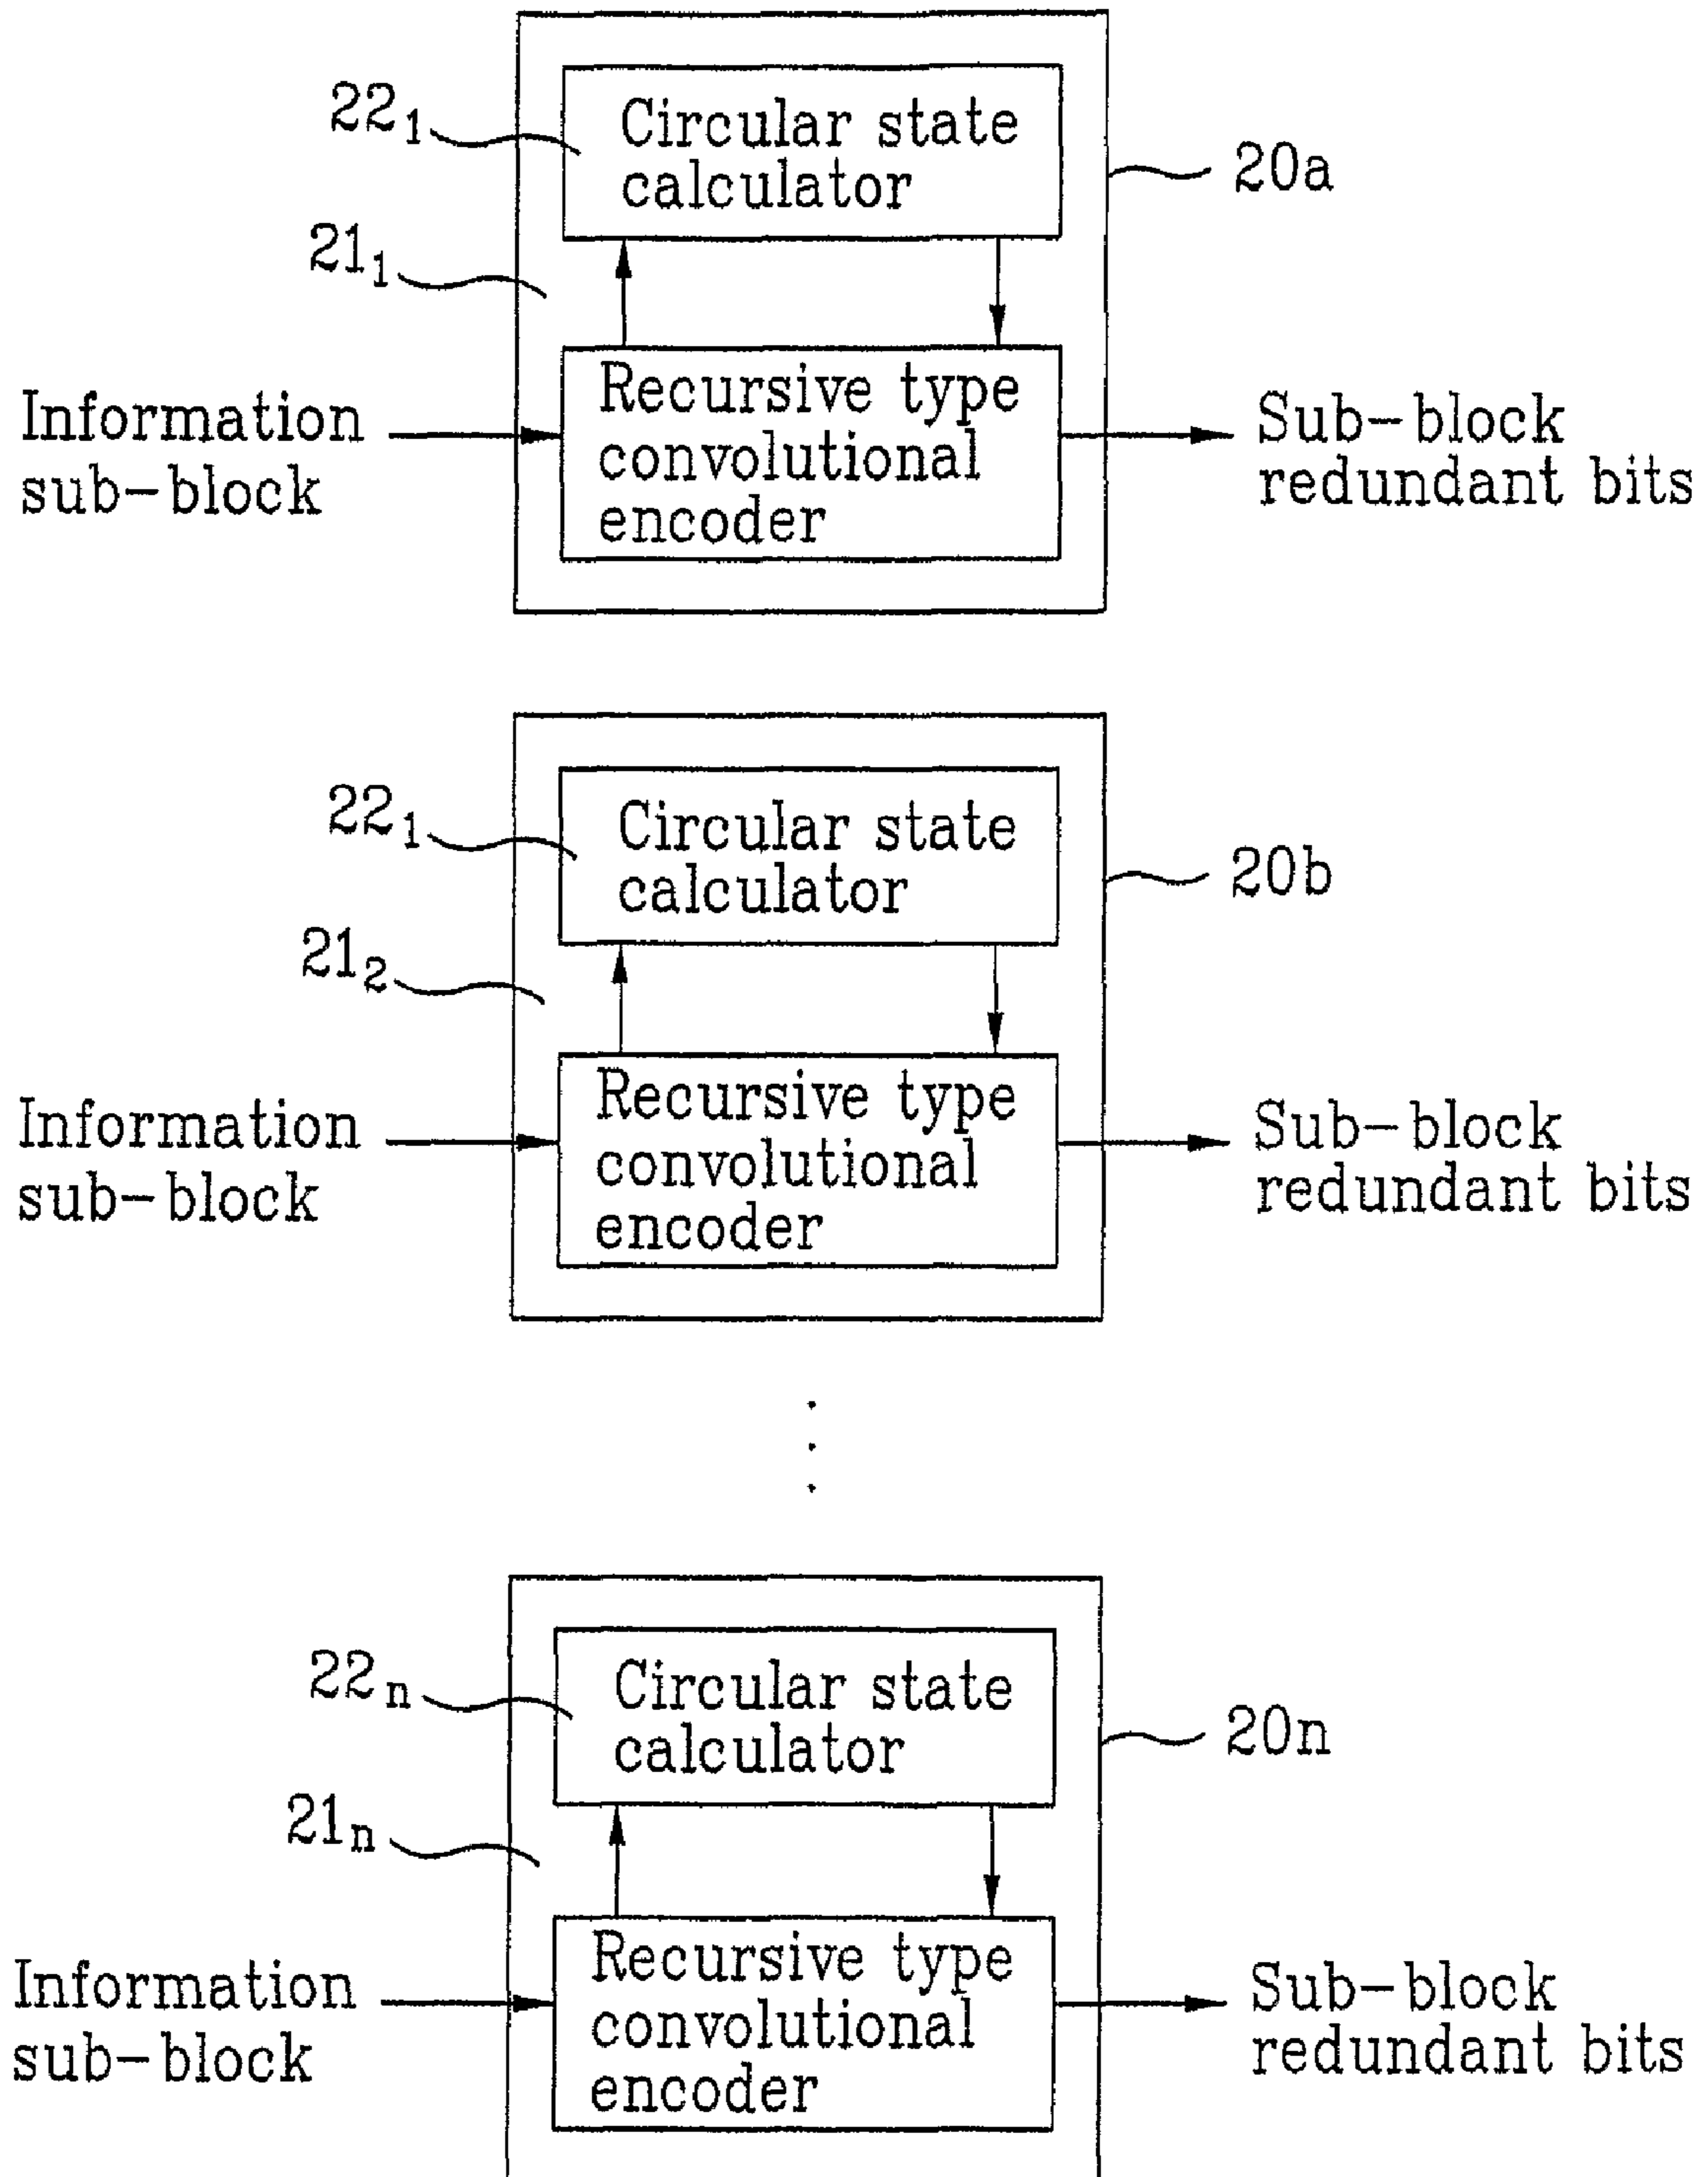 22₁
Circular state
calculator
20a
21₁
Information
sub-block
Recursive type
convolutional
encoder
Sub-block
redundant bits
22₁
Circular state
calculator
20b
21₂
Information
sub-block
Recursive type
convolutional
encoder
Sub-block
redundant bits
22ₙ
Circular state
calculator
20n
21ₙ
Information
sub-block
Recursive type
convolutional
encoder
Sub-block
redundant bits